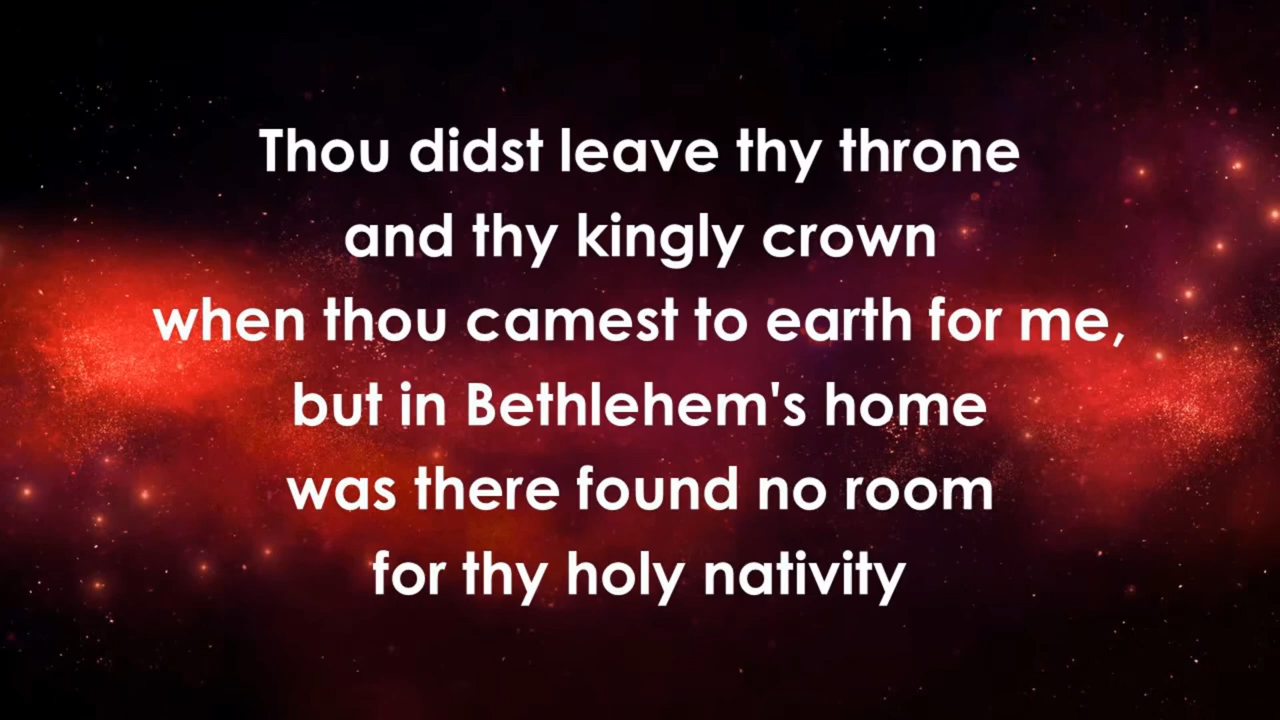 Thou didst leave thy throne
and thy kingly crown
when thou camest to earth for me,
but in Bethlehem's home
was there found no room
for thy holy nativity